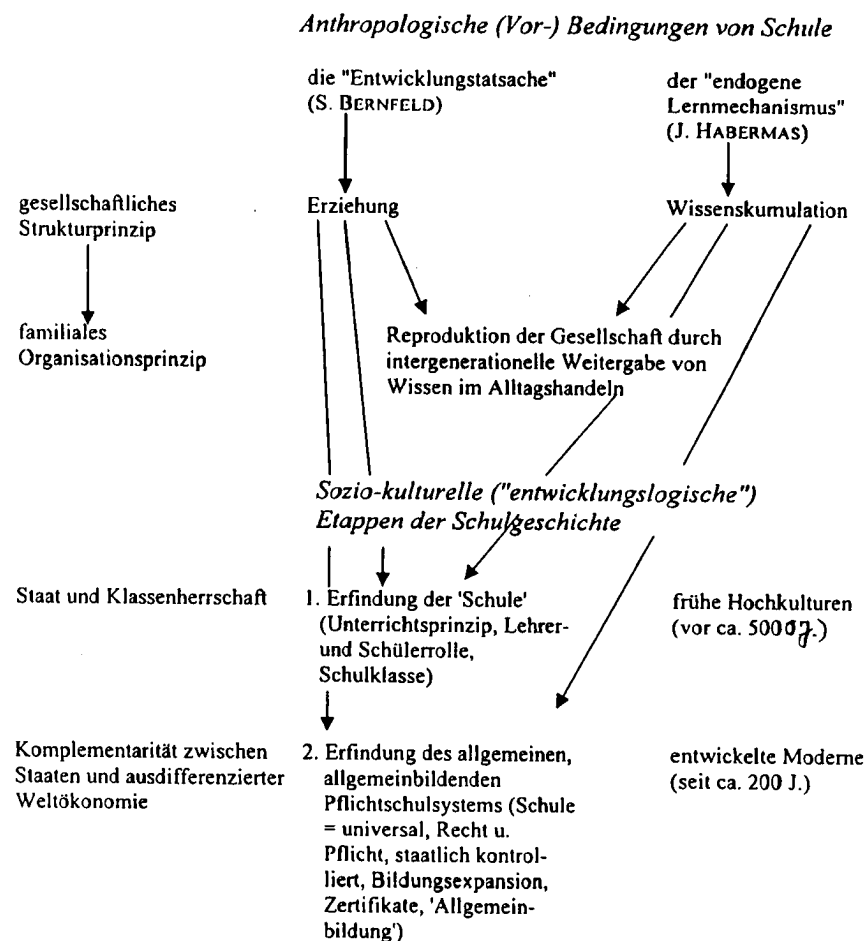 Anthropologische (Vor-) Bedingungen von Schule
die "Entwicklungstatsache"
(S. BERNFELD)
der "endogene
Lernmechanismus"
(J. HABERMAS)
gesellschaftliches
Strukturprinzip
Erziehung
Wissenskumulation
familiales
Organisationsprinzip
Reproduktion der Gesellschaft durch
intergenerationelle Weitergabe von
Wissen im Alltagshandeln
Sozio-kulturelle ("entwicklungslogische")
Etappen der Schulgeschichte
Staat und Klassenherrschaft
1. Erfindung der 'Schule'
(Unterrichtsprinzip, Lehrer-
und Schülerrolle,
Schulklasse)
frühe Hochkulturen
(vor ca. 5000 J.)
Komplementarität zwischen
Staaten und ausdifferenzierter
Weltökonomie
2. Erfindung des allgemeinen,
allgemeinbildenden
Pflichtschulsystems (Schule
= universal, Recht u.
Pflicht, staatlich kontrol-
liert, Bildungsexpansion,
Zertifikate, 'Allgemein-
bildung')
entwickelte Moderne
(seit ca. 200 J.)